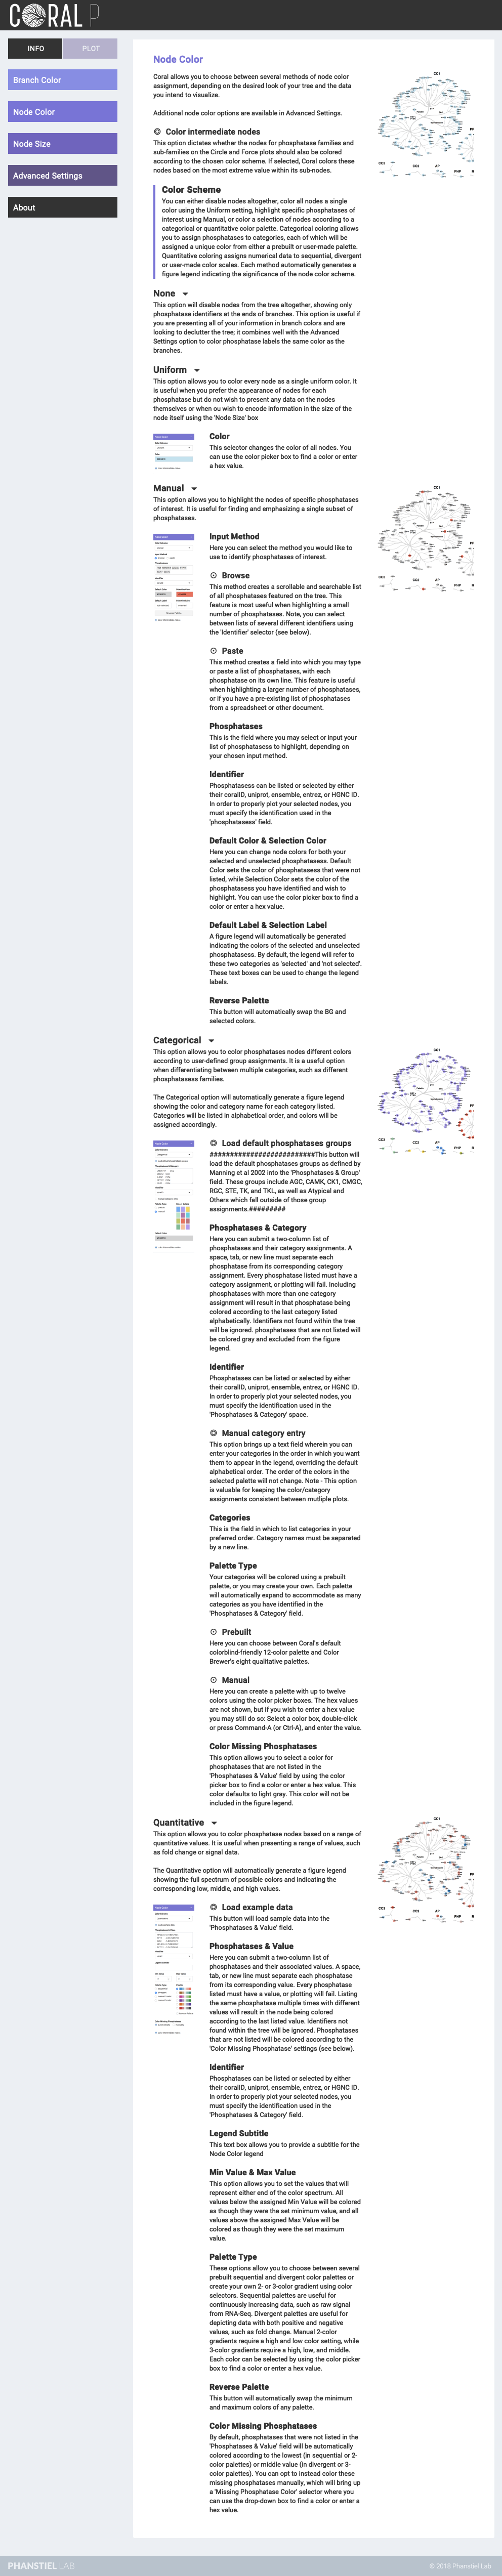 CORAL P
INFO
PLOT
Branch Color
Node Color
Node Size
Advanced Settings
About
Node Color
Coral allows you to choose between several methods of node color
assignment, depending on the desired look of your tree and the data
you intend to visualize.
Additional node color options are available in Advanced Settings.
Color intermediate nodes
This option dictates whether the nodes for phosphatase families and
sub-families on the Circle and Force plots should also be colored
according to the chosen color scheme. If selected, Coral colors these
nodes based on the most extreme value within its sub-nodes.
Color Scheme
You can either disable nodes altogether, color all nodes a single
color using the Uniform setting, highlight specific phosphatases of
interest using Manual, or color a selection of nodes according to a
categorical or quantitative color palette. Categorical coloring allows
you to assign phosphatases to categories, each of which will be
assigned a unique color from either a prebuilt or user-made palette.
Quantitative coloring assigns numerical data to sequential, divergent
or user-made color scales. Each method automatically generates a
figure legend indicating the significance of the node color scheme.
None
This option will disable nodes from the tree altogether, showing only
phosphatase identifiers at the ends of branches. This option is useful if
you are presenting all of your information in branch colors and are
looking to declutter the tree; it combines well with the Advanced
Settings option to color phosphatase labels the same color as the
branches.
Uniform
This option allows you to color every node as a single uniform color. It
is useful when you prefer the appearance of nodes for each
phosphatases but do not wish to present any data on the nodes
themselves or when ou wish to encode information in the size of the
node itself using the 'Node Size' box
Color
This selector changes the color of all nodes. You
can use the color picker box to find a color or enter
a hex value.
Manual
This option allows you to highlight the nodes of specific phosphatases
of interest. It is useful for finding and emphasizing a single subset of
phosphatases.
Input Method
Here you can select the method you would like to
use to identify phosphatases of interest.
Browse
This method creates a scrollable and searchable list
of all phosphatases featured on the tree. This
feature is most useful when highlighting a small
number of phosphatases. Note, you can select
betweein lists of several different identifiers using
'Identifier' selector (see below).
Paste
This method creates a field into which you may type
or paste a list of phosphatases, with each
phosphatase on its own line. This feature is useful
when highlighting a larger number of phosphatases,
or if you have a pre-existing list of phosphatases
from a spreadsheet or other document.
Phosphatases
This is the field where you may select or input your
list of phosphatasess to highlight, depending on
your chosen input method.
Identifier
Phosphatasess can be listed or selected by either
their coralID, uniprot, ensemble, entrez, or HGNC ID.
In order to properly plot your selected nodes, you
must specify the identification used in the
'phosphatasess' field.
Default Color & Selection Color
Here you can change node colors for both your
selected and unselected phosphatasess. Default
Color sets the color of phosphatasess that were not
listed, while Selection Color sets the color of the
phosphatasess you have identified and wish to
highlight. You can use the color picker box to find a
color or enter a hex value.
Default Label & Selection Label
A figure legend will automatically be generated
indicating the colors of the selected and unselected
phosphatasess. By default, the legend will refer to
these two categories as 'selected' and 'not selected'.
These text boxes can be used to change the legend
labels.
Reverse Palette
This button will automatically swap the BG and
selected colors.
Categorical
This option allows you to color phosphatases nodes different colors
according to user-defined group assignments. It is a useful option
when differentiating between multiple categories, such as different
phosphatasess families.
The Categorical option will automatically generate a figure legend
showing the color and category name for each category listed.
Categories will be listed in alphabetical order, and colors will be
assigned accordingly.
Load default phosphatases groups
##########################This button will
load the default phosphatases groups as defined by
Manning et al 2002 into the 'Phosphatases & Group'
field. These groups include AGC, CAMK, CK1, CMGC,
RGC, STE, TK, and TKL, as well as Atypical and
Others which fall outside of those group
assignments.#########
Phosphatases & Category
Here you can submit a two-column list of
phosphatases and their category assignments. A
space, tab, or new line must separate each
phosphatase from its corresponding category
assignment. Every phosphatase listed must have a
category assignment, or plotting will fail. Including
phosphatases with more than one category
assignment will result in that phosphatase being
colored according to the last category listed
alphabetically. Identifiers not found within the tree
will be ignored. phosphatases that are not listed will
be colored gray and excluded from the figure
legend.
Identifier
Phosphatases can be listed or selected by either
their coralID, uniprot, ensemble, entrez, or HGNC ID.
In order to properly plot your selected nodes, you
must specify the identification used in the
'Phosphatases & Category' space.
Manual category entry
This option brings up a text field wherein you can
enter your categories in the order in which you want
them to appear in the legend, overriding the default
alphabetical order. The order of the colors in the
selected palette will not change. Note - This option
is valuable for keeping the color/category
assignments consistent between mutliple plots.
Categories
This is the field in which to list categories in your
preferred order. Category names must be separated
by a new line.
Palette Type
Your categories will be colored using a prebuilt
palette, or you may create your own. Each palette
will automatically expand to accommodate as many
categories as you have identified in the
'Phosphatases & Category' field.
Prebuilt
Here you can choose between Coral's default
colorblind-friendly 12-color palette and Color
Brewer's eight qualitative palettes.
Manual
Here you can create a palette with up to twelve
colors using the color picker boxes. The hex values
are not shown, but if you wish to enter a hex value
you may still do so: Select a color box, double-click
or press Command-A (or Ctrl-A), and enter the value.
Color Missing Phosphatases
This option allows you to select a color for
phosphatases that are not listed in the
'Phosphatases & Value' field by using the color
picker box to find a color or enter a hex value. This
color defaults to light gray. This color will not be
included in the figure legend.
Quantitative
This option allows you to color phosphatase nodes based on a range of
quantitative values. It is useful when presenting a range of values, such
as fold change or signal data.
The Quantitative option will automatically generate a figure legend
showing the full spectrum of possible colors and indicating the
corresponding low, middle, and high values.
Load example data
This button will load sample data into the
'Phosphatases & Value' field.
Phosphatases & Value
Here you can submit a two-column list of
phosphatases and their associated values. A space,
tab, or new line must separate each phosphatase
from its corresponding value. Every phosphatase
listed must have a value, or plotting will fail. Listing
the same phosphatase multiple times with different
values will result in the node being colored
according to the last listed value. Identifiers not
found within the tree will be ignored. Phosphatases
that are not listed will be colored according to the
'Color Missing Phosphatase' settings (see below).
Identifier
Phosphatases can be listed or selected by either
their coralID, uniprot, ensemble, entrez, or HGNC ID.
In order to properly plot your selected nodes, you
must specify the identification used in the
'Phosphatases & Category' field.
Legend Subtitle
This text box allows you to provide a subtitle for the
Node Color legend
Min Value & Max Value
This option allows you to set the values that will
represent either end of the color spectrum. All
values below the assigned Min Value will be colored
as though they were the set minimum value, and all
values above the assigned Max Value will be
colored as though they were the set maximum
value.
Palette Type
These options allow you to choose between several
prebuilt sequential and divergent color palettes or
create your own 2- or 3-color gradient using color
selectors. Sequential palettes are useful for
continuously increasing data, such as raw signal
from RNA-Seq. Divergent palettes are useful for
depicting data with both positive and negative
values, such as fold change. Manual 2-color
gradients require a high and low color setting, while
3-color gradients require a high, low, and middle.
Each color can be selected by using the color picker
box to find a color or enter a hex value.
Reverse Palette
This button will automatically swap the minimum
and maximum colors of any palette.
Color Missing Phosphatases
By default, phosphatases that were not listed in the
'Phosphatases & Value' field will be automatically
colored according to the lowest (in sequential or 2-
color palettes) or middle value (in divergent or 3-
color palettes). You can opt to instead color these
missing phosphatases manually, which will bring up
a 'Missing Phosphatase Color' selector where you
can use the drop-down box to find a color or enter a
hex value.
PHANSTIEL LAB
© 2018 Phanstiel Lab